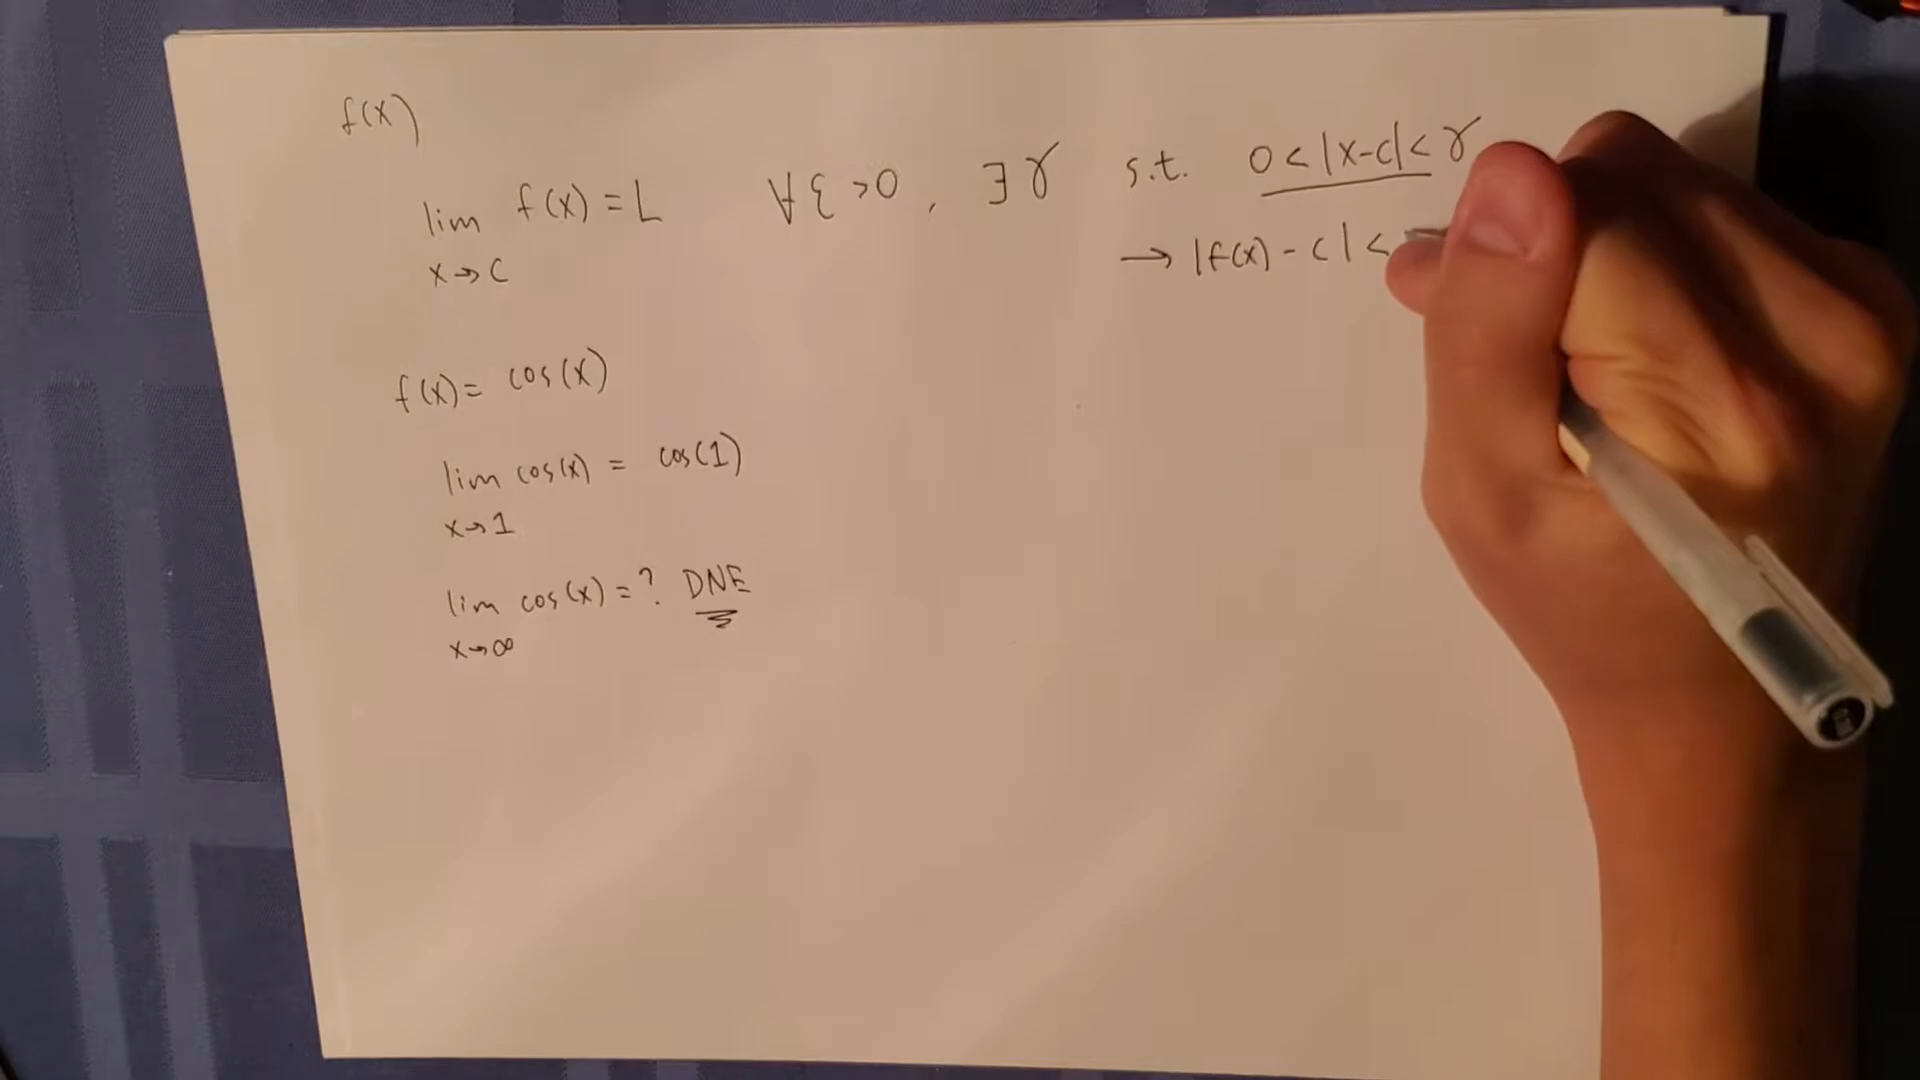 f(x)
lim f(x) = L ∀ε >0, ∃ɣ s.t. 0<|x-c|<ɣ
x→c
→ |f(x) - c| <
f(x) = cos(x)
lim cos(x) = cos(1)
x→1
lim cos(x) = ? DNE
x→∞